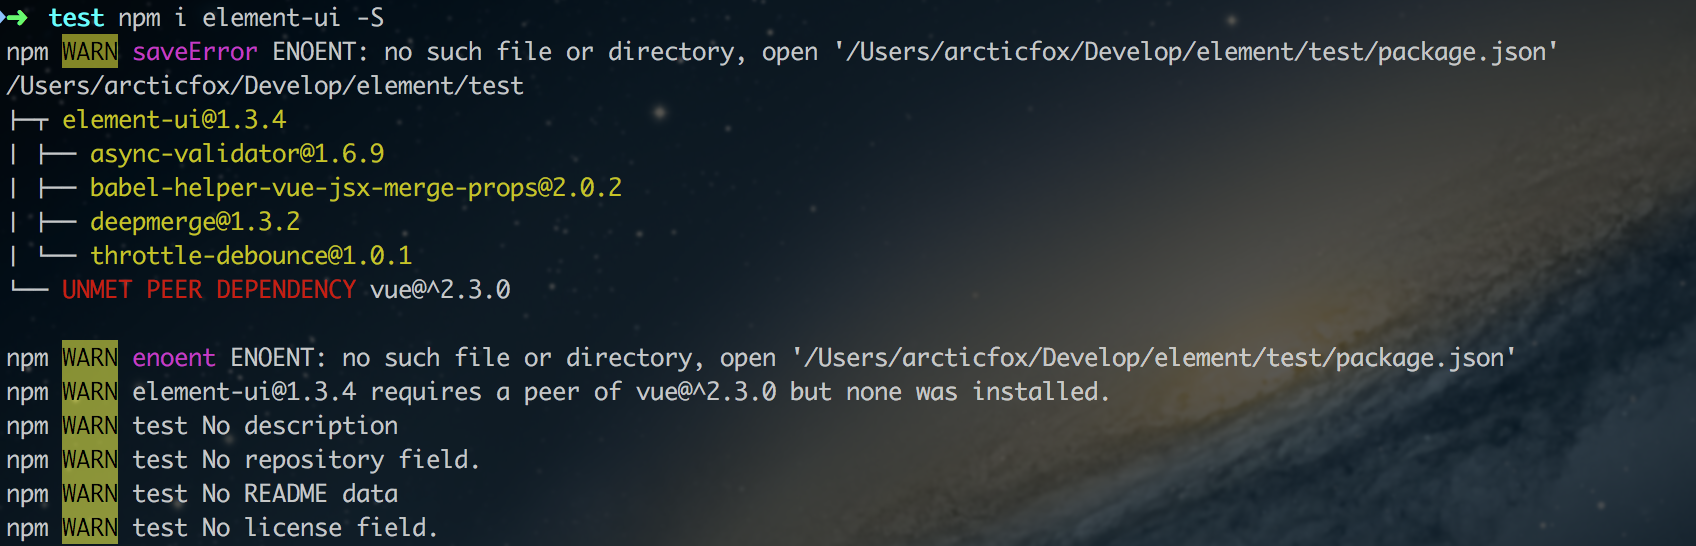 ➜ test npm i element-ui -S
npm WARN saveError ENOENT: no such file or directory, open '/Users/arcticfox/Develop/element/test/package.json'
/Users/arcticfox/Develop/element/test
├─┬ element-ui@1.3.4
│ ├── async-validator@1.6.9
│ ├── babel-helper-vue-jsx-merge-props@2.0.2
│ ├── deepmerge@1.3.2
│ └── throttle-debounce@1.0.1
└── UNMET PEER DEPENDENCY vue@^2.3.0
npm WARN enoent ENOENT: no such file or directory, open '/Users/arcticfox/Develop/element/test/package.json'
npm WARN element-ui@1.3.4 requires a peer of vue@^2.3.0 but none was installed.
npm WARN test No description
npm WARN test No repository field.
npm WARN test No README data
npm WARN test No license field.